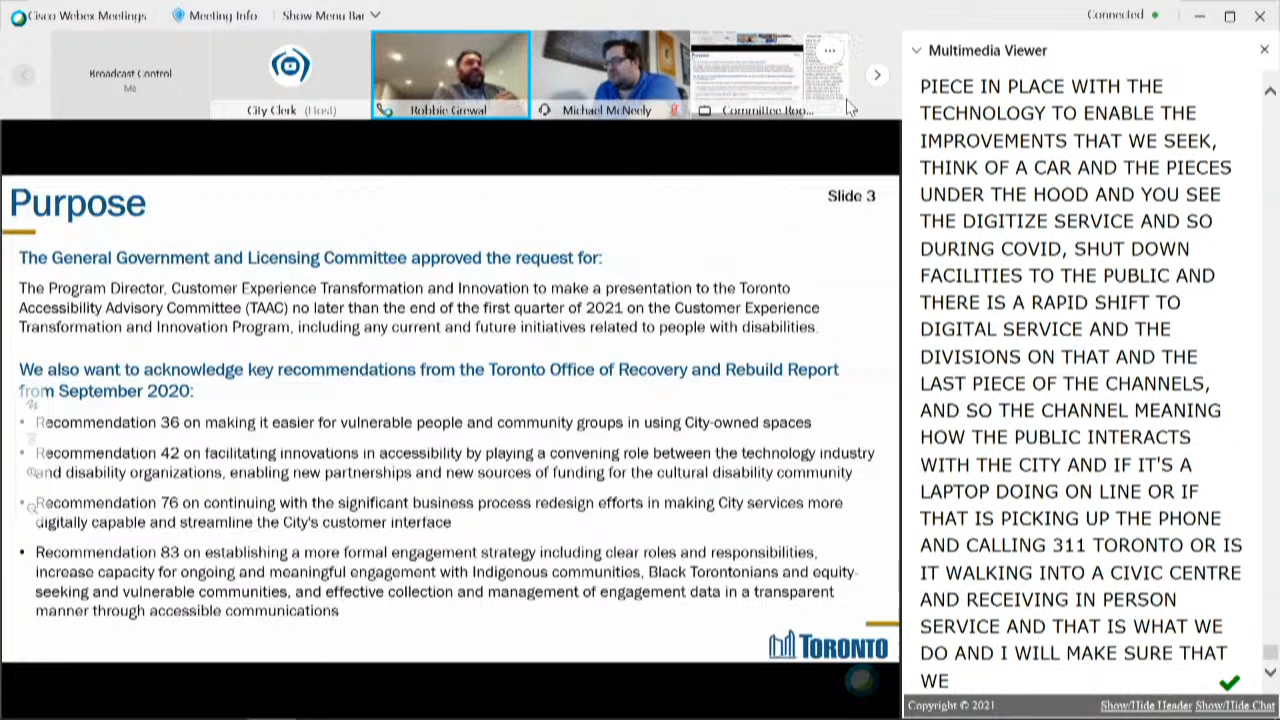 Cisco Webex Meetings
Meeting Info
Show Menu Bar
Connected
Broadcast Control
City Clerk (Host)
Robbie Grewal
Michael McNeely
Committee Roo...
Purpose
Slide 3
The General Government and Licensing Committee approved the request for:
The Program Director, Customer Experience Transformation and Innovation to make a presentation to the Toronto
Accessibility Advisory Committee (TAAC) no later than the end of the first quarter of 2021 on the Customer Experience
Transformation and Innovation Program, including any current and future initiatives related to people with disabilities.
We also want to acknowledge key recommendations from the Toronto Office of Recovery and Rebuild Report
from September 2020:
• Recommendation 36 on making it easier for vulnerable people and community groups in using City-owned spaces
• Recommendation 42 on facilitating innovations in accessibility by playing a convening role between the technology industry
and disability organizations, enabling new partnerships and new sources of funding for the cultural disability community
• Recommendation 76 on continuing with the significant business process redesign efforts in making City services more
digitally capable and streamline the City's customer interface
• Recommendation 83 on establishing a more formal engagement strategy including clear roles and responsibilities,
increase capacity for ongoing and meaningful engagement with Indigenous communities, Black Torontonians and equity-
seeking and vulnerable communities, and effective collection and management of engagement data in a transparent
manner through accessible communications
TORONTO
Multimedia Viewer
PIECE IN PLACE WITH THE
TECHNOLOGY TO ENABLE THE
IMPROVEMENTS THAT WE SEEK,
THINK OF A CAR AND THE PIECES
UNDER THE HOOD AND YOU SEE
THE DIGITIZE SERVICE AND SO
DURING COVID, SHUT DOWN
FACILITIES TO THE PUBLIC AND
THERE IS A RAPID SHIFT TO
DIGITAL SERVICE AND THE
DIVISIONS ON THAT AND THE
LAST PIECE OF THE CHANNELS,
AND SO THE CHANNEL MEANING
HOW THE PUBLIC INTERACTS
WITH THE CITY AND IF IT'S A
LAPTOP DOING ON LINE OR IF
THAT IS PICKING UP THE PHONE
AND CALLING 311 TORONTO OR IS
IT WALKING INTO A CIVIC CENTRE
AND RECEIVING IN PERSON
SERVICE AND THAT IS WHAT WE
DO AND I WILL MAKE SURE THAT
WE
Copyright © 2021
Show/Hide Header Show/Hide Chat